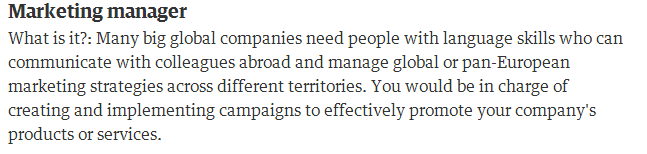 Marketing manager
What is it?: Many big global companies need people with language skills who can
communicate with colleagues abroad and manage global or pan-European
marketing strategies across different territories. You would be in charge of
creating and implementing campaigns to effectively promote your company's
products or services.